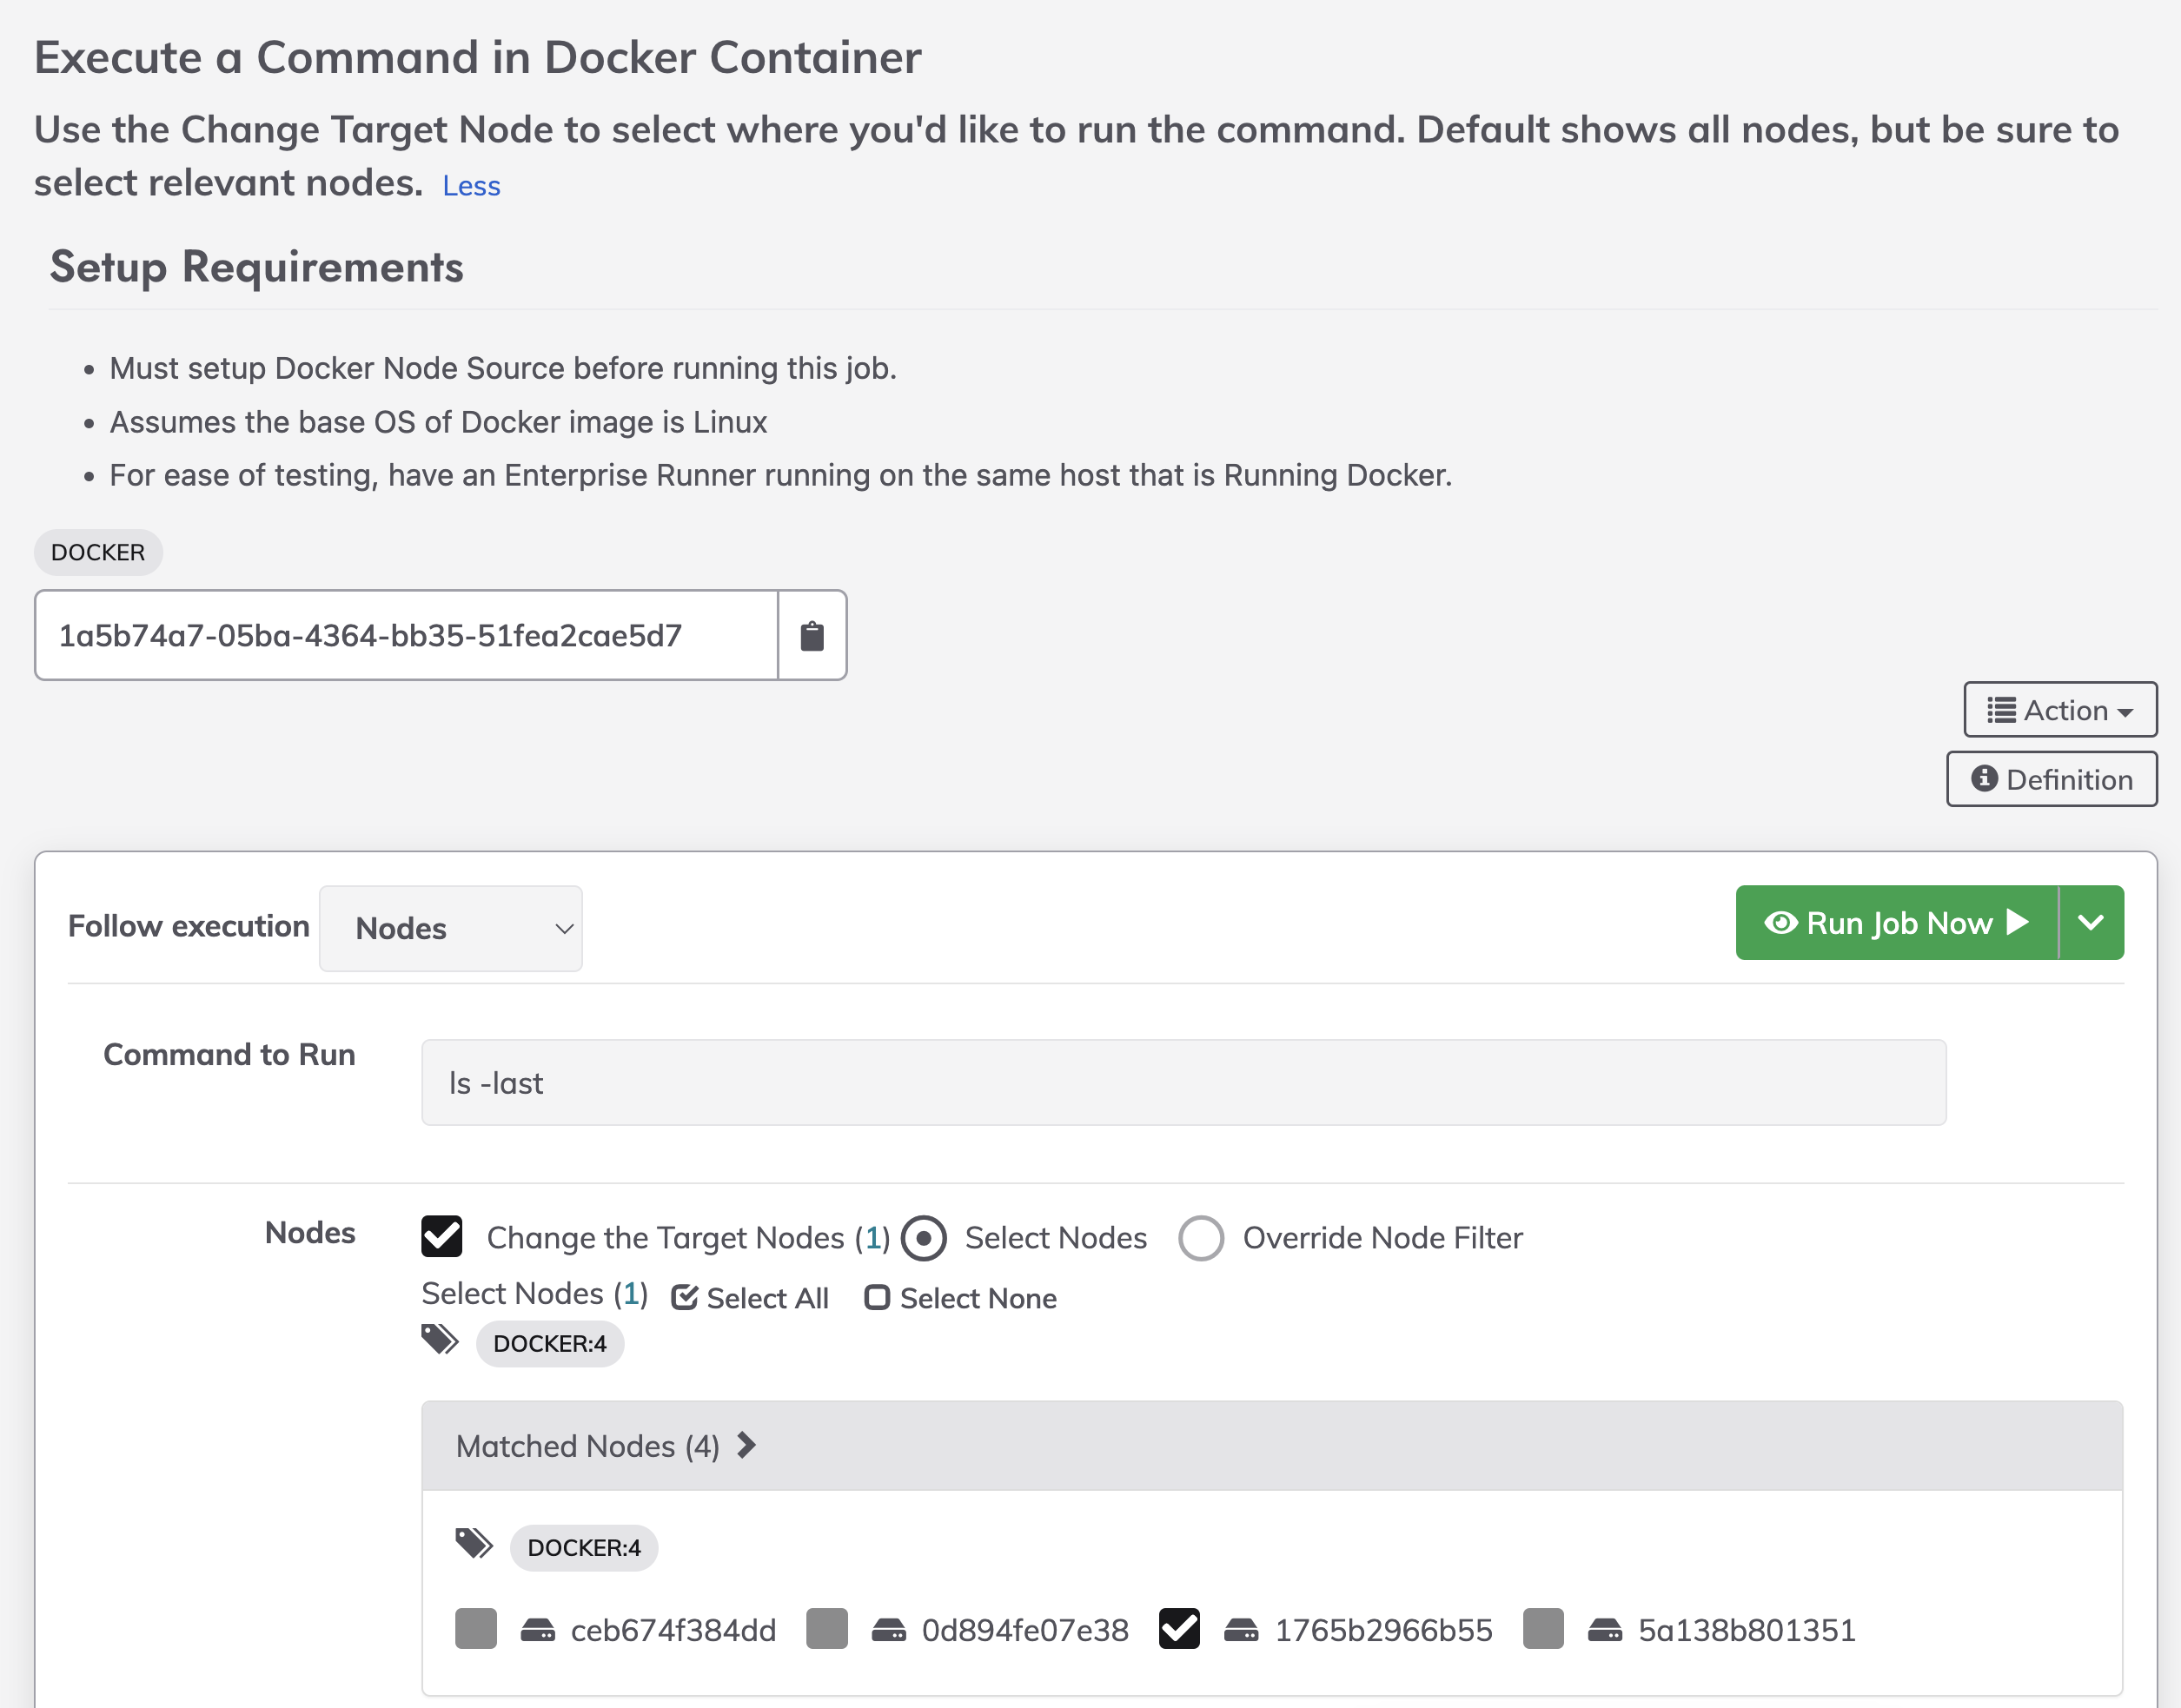 Execute a Command in Docker Container
Use the Change Target Node to select where you'd like to run the command. Default shows all nodes, but be sure to
select relevant nodes. Less
Setup Requirements
• Must setup Docker Node Source before running this job.
• Assumes the base OS of Docker image is Linux
• For ease of testing, have an Enterprise Runner running on the same host that is Running Docker.
DOCKER
1a5b74a7-05ba-4364-bb35-51fea2cae5d7
Action
Definition
Follow execution Nodes Run Job Now
Command to Run ls -last
Nodes Change the Target Nodes (1) Select Nodes Override Node Filter
Select Nodes (1) Select All Select None
DOCKER:4
Matched Nodes (4)
DOCKER:4
ceb674f384dd 0d894fe07e38 1765b2966b55 5a138b801351